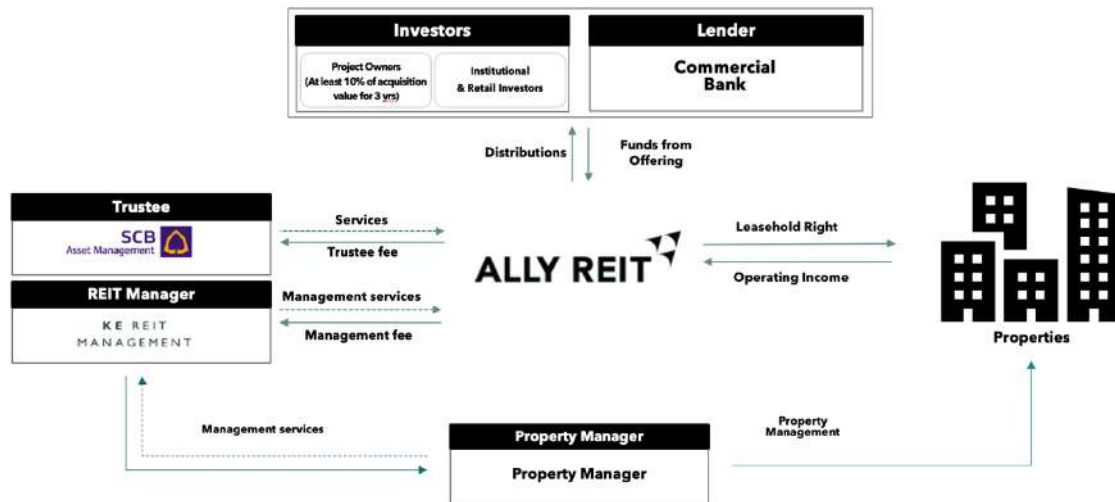 Investors
Project Owners
(At least 10% of acquisition
value for 3 yrs)
Institutional
& Retail Investors
Lender
Commercial
Bank
Distributions
Funds from
Offering
Trustee
SCB
Asset Management
Services
Trustee fee
REIT Manager
KE REIT
MANAGEMENT
Management services
Management fee
ALLY REIT
Leasehold Right
Operating Income
Properties
Management services
Property Manager
Property Manager
Property
Management